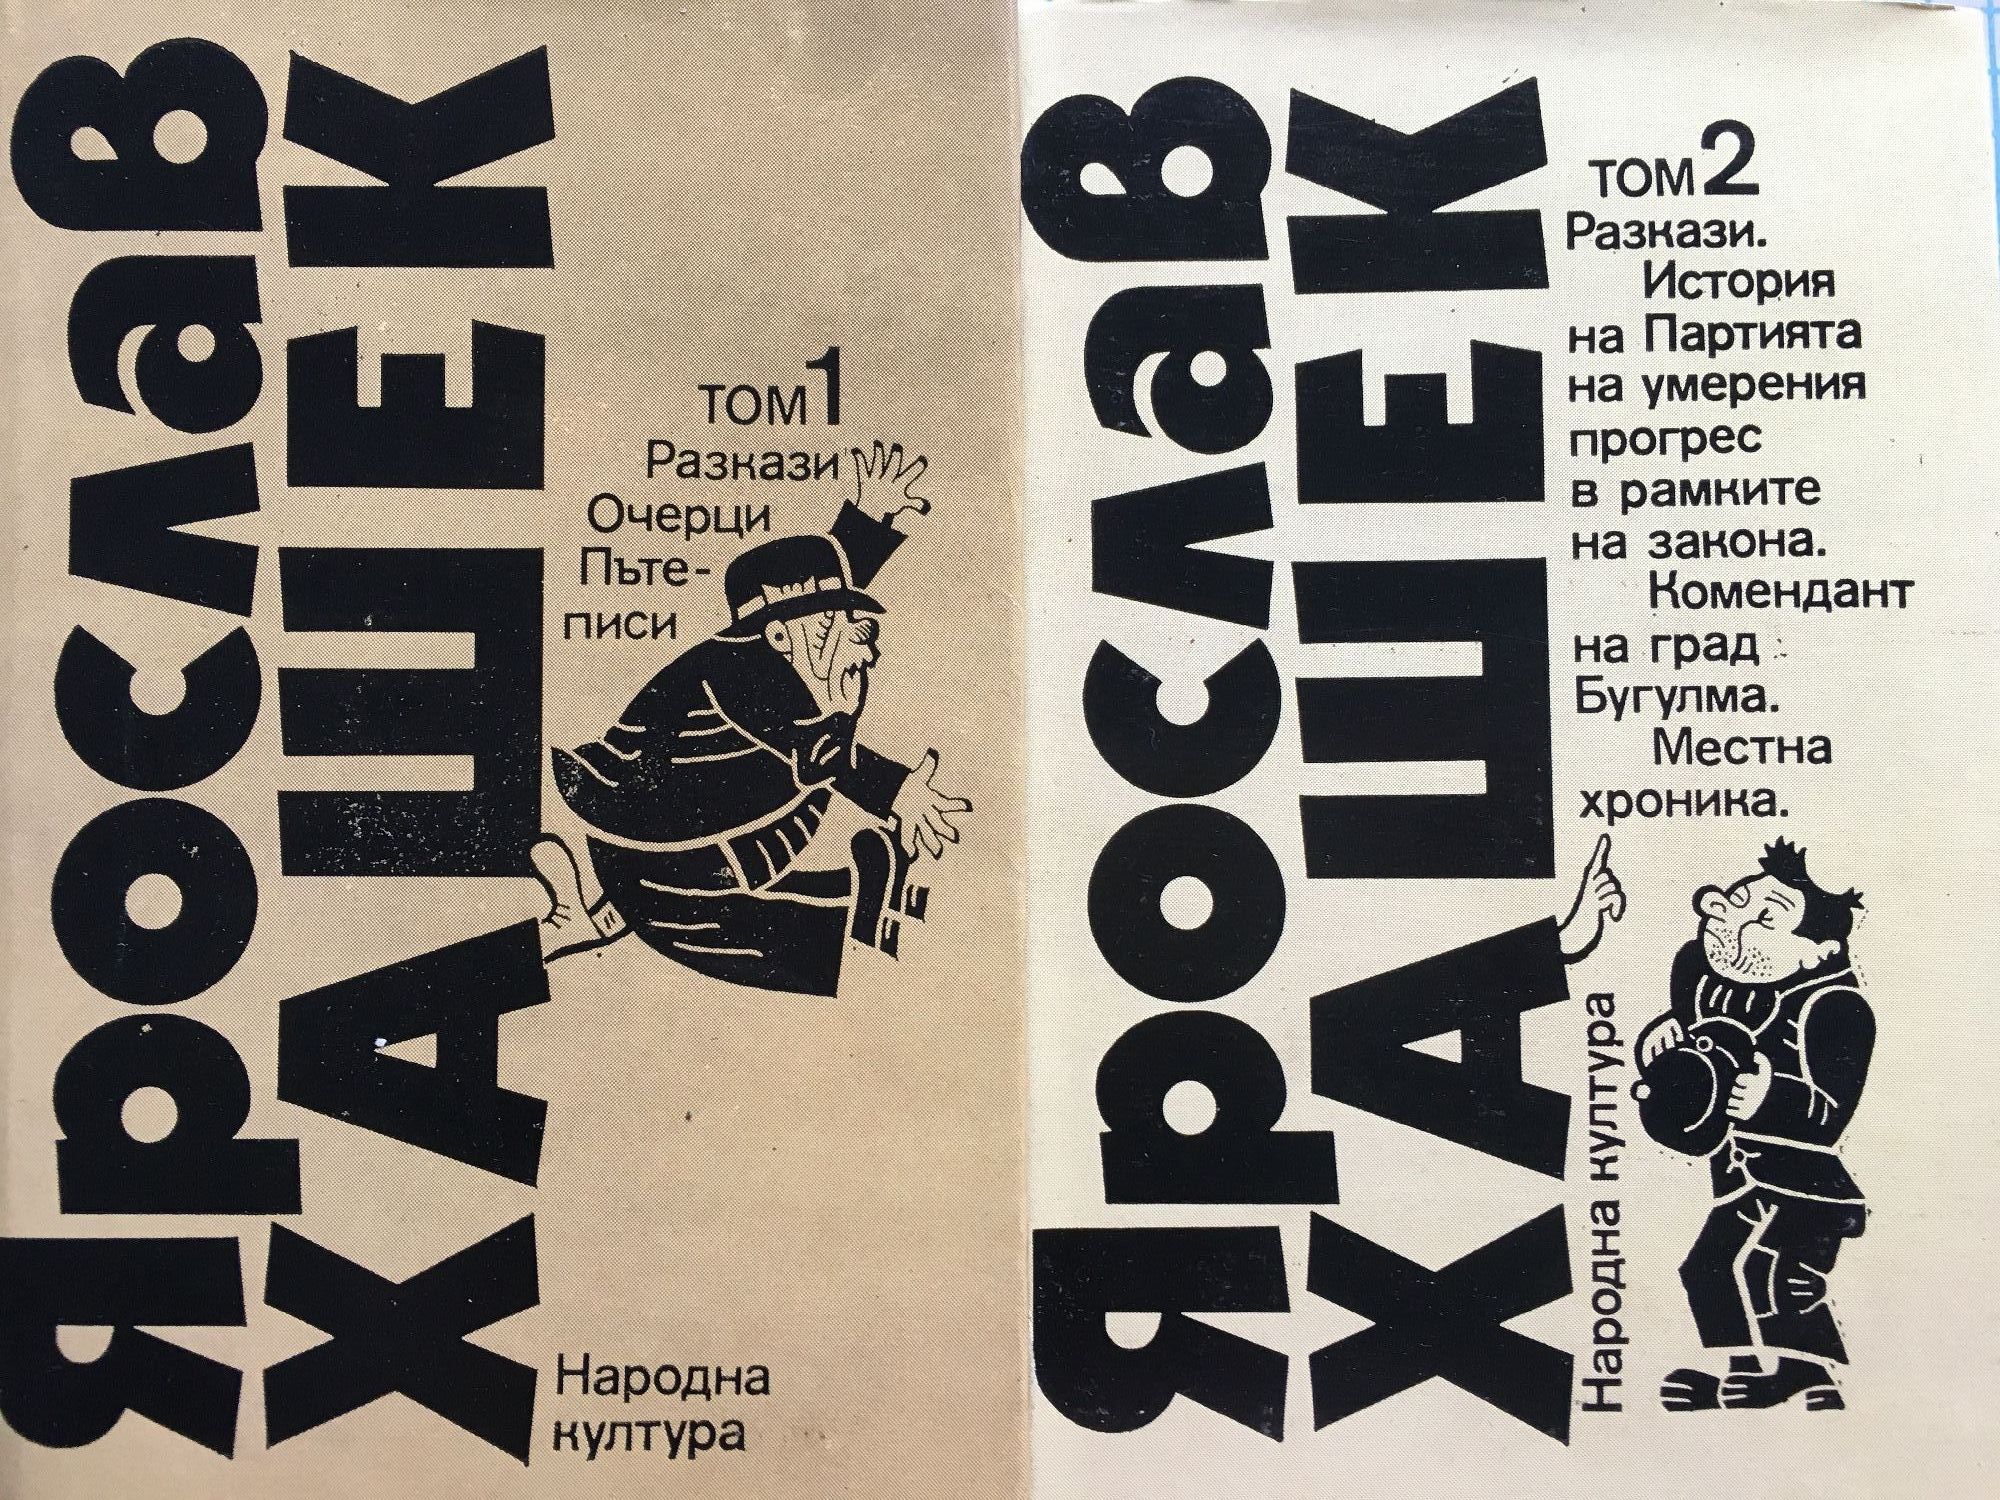 ЯРОСЛАВ
ХАШЕК
ТОМ 1
Разкази
Очерци
Пъте-
писи
Народна
култура
ЯРОСЛАВ
ХАШЕК
ТОМ 2
Разкази.
История
на Партията
на умерения
прогрес
в рамките
на закона.
Комендант
на град
Бугулма.
Местна
хроника.
Народна култура